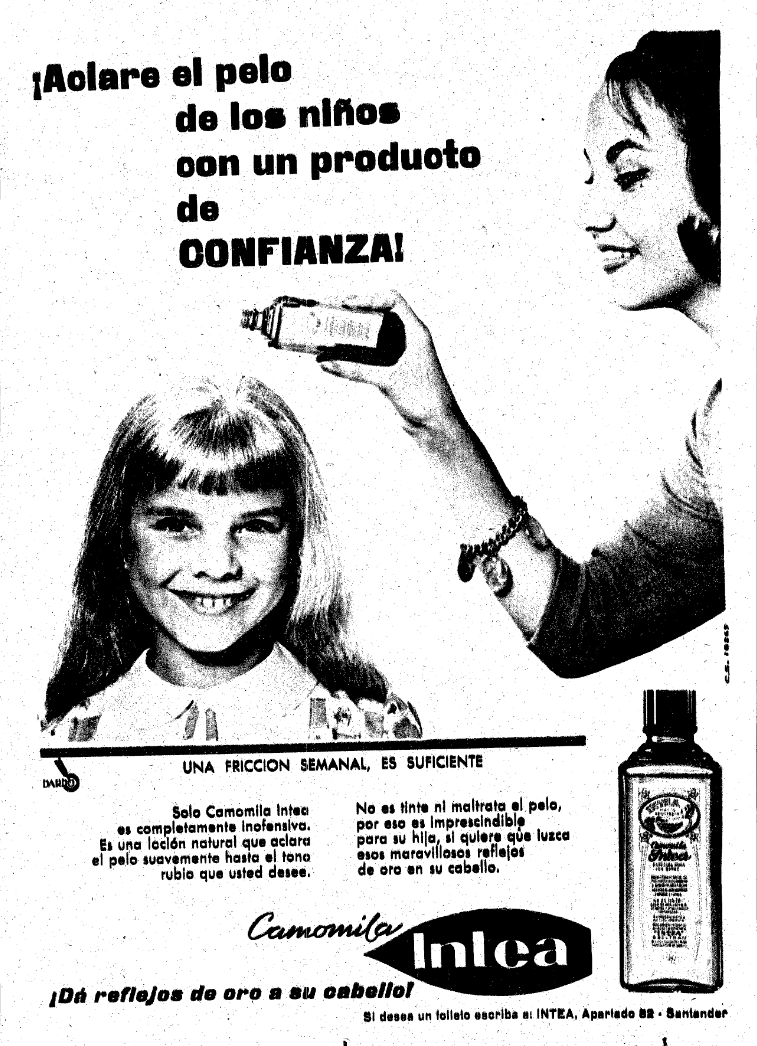 ¡Aclare el pelo
de los niños
con un producto
de
CONFIANZA!
C.S. 18865
UNA FRICCION SEMANAL, ES SUFICIENTE
DARDO
Solo Camomila Intea
es completamente inofensiva.
Es una loción natural que aclara
el pelo suavemente hasta el tono
rubio que usted desee.
No es tinte ni maltrata el pelo,
por eso es imprescindible
para su hija, si quiere que luzca
esos maravillosos reflejos
de oro en su cabello.
Camomila
Intea
Camomila
Intea
¡Dá reflejos de oro a su cabello!
Si desea un folleto escriba a: INTEA, Apartado 82 - Santander